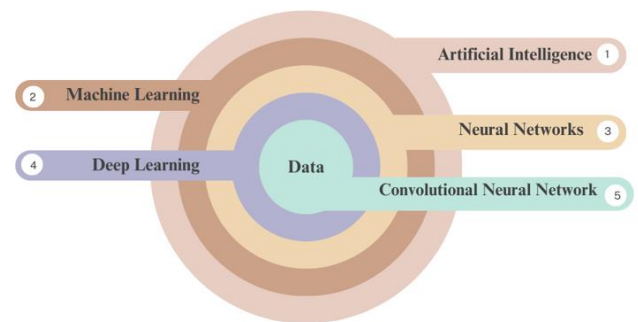 Artificial Intelligence 1
2 Machine Learning
Neural Networks 3
4 Deep Learning
Data
Convolutional Neural Network 5